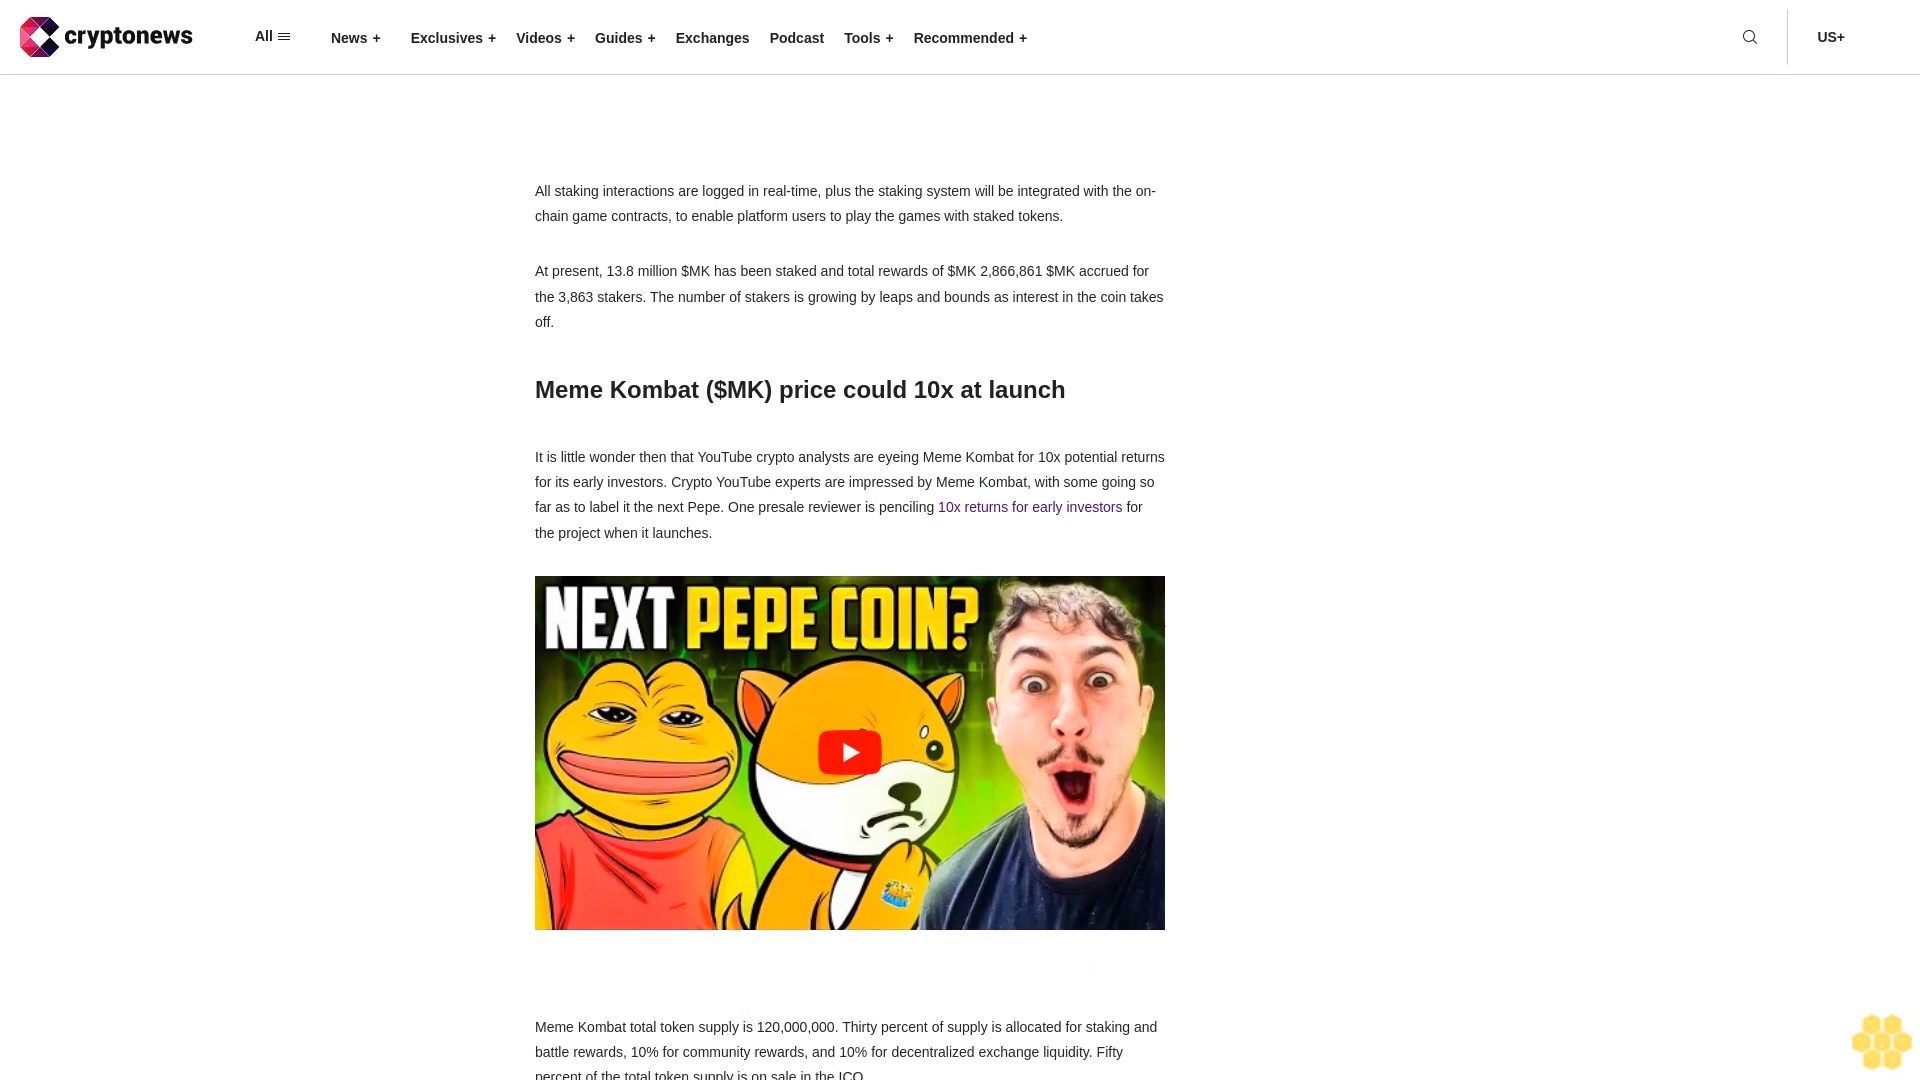 cryptonews
All
News +
Exclusives +
Videos +
Guides +
Exchanges
Podcast
Tools +
Recommended +
US+
All staking interactions are logged in real-time, plus the staking system will be integrated with the on-
chain game contracts, to enable platform users to play the games with staked tokens.
At present, 13.8 million $MK has been staked and total rewards of $MK 2,866,861 $MK accrued for
the 3,863 stakers. The number of stakers is growing by leaps and bounds as interest in the coin takes
off.
Meme Kombat ($MK) price could 10x at launch
It is little wonder then that YouTube crypto analysts are eyeing Meme Kombat for 10x potential returns
for its early investors. Crypto YouTube experts are impressed by Meme Kombat, with some going so
far as to label it the next Pepe. One presale reviewer is penciling 10x returns for early investors for
the project when it launches.
NEXT PEPE COIN?
Meme Kombat total token supply is 120,000,000. Thirty percent of supply is allocated for staking and
battle rewards, 10% for community rewards, and 10% for decentralized exchange liquidity. Fifty
percent of the total token supply is on sale in the ICO.